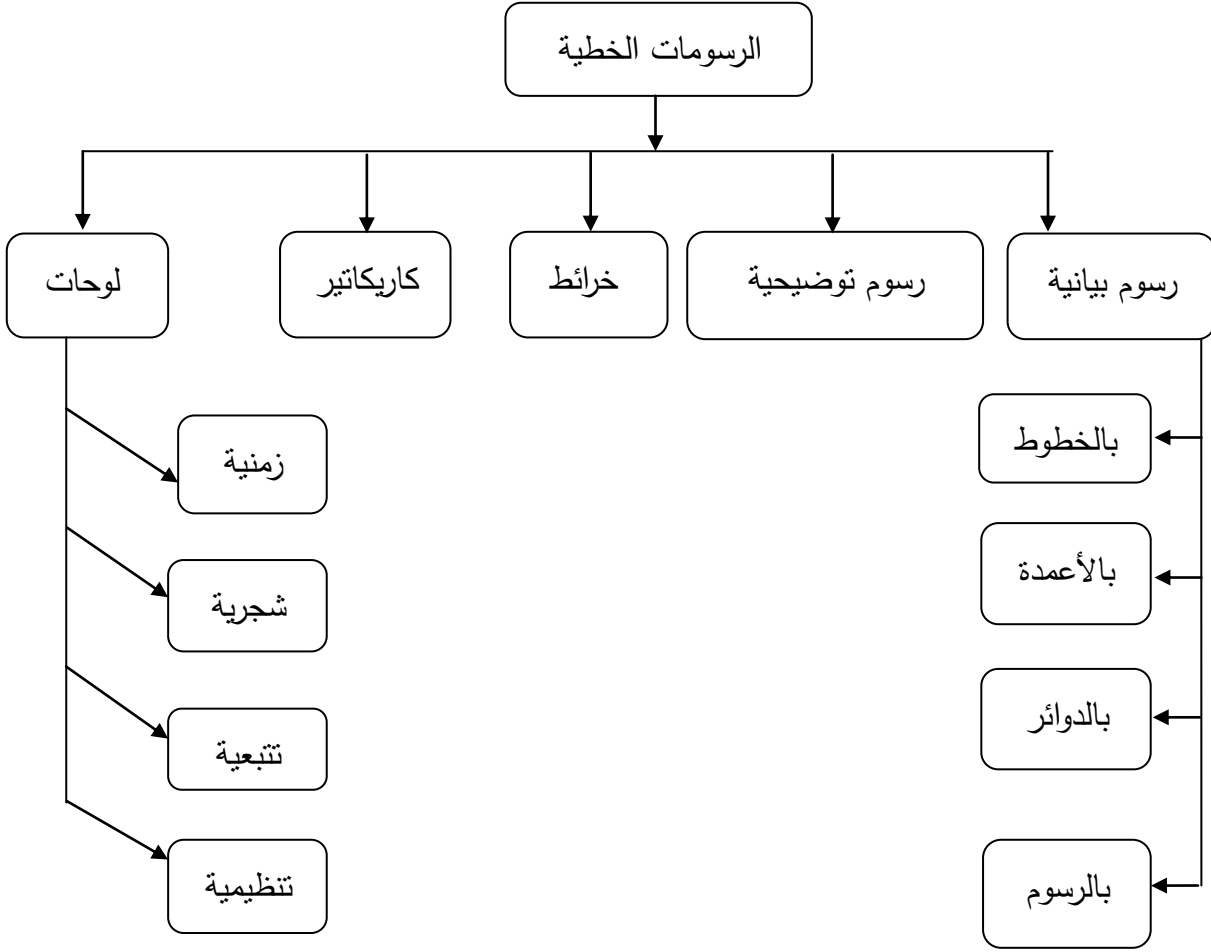 الرسومات الخطية
رسوم بيانية
رسوم توضيحية
خرائط
كاريكاتير
لوحات
بالخطوط
بالأعمدة
بالدوائر
بالرسوم
زمنية
شجرية
تتبعية
تنظيمية